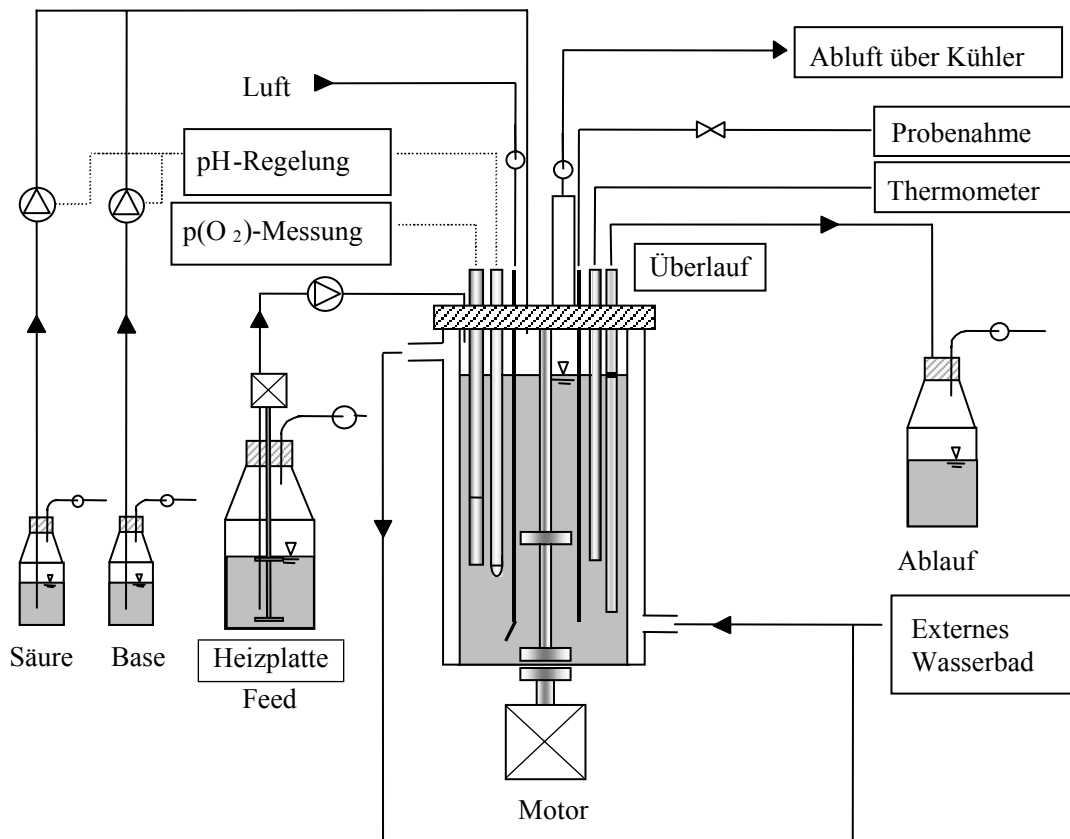 Abluft über Kühler
Luft
Probenahme
pH-Regelung
Thermometer
p(O₂)-Messung
Überlauf
Ablauf
Säure
Base
Heizplatte
Feed
Externes
Wasserbad
Motor